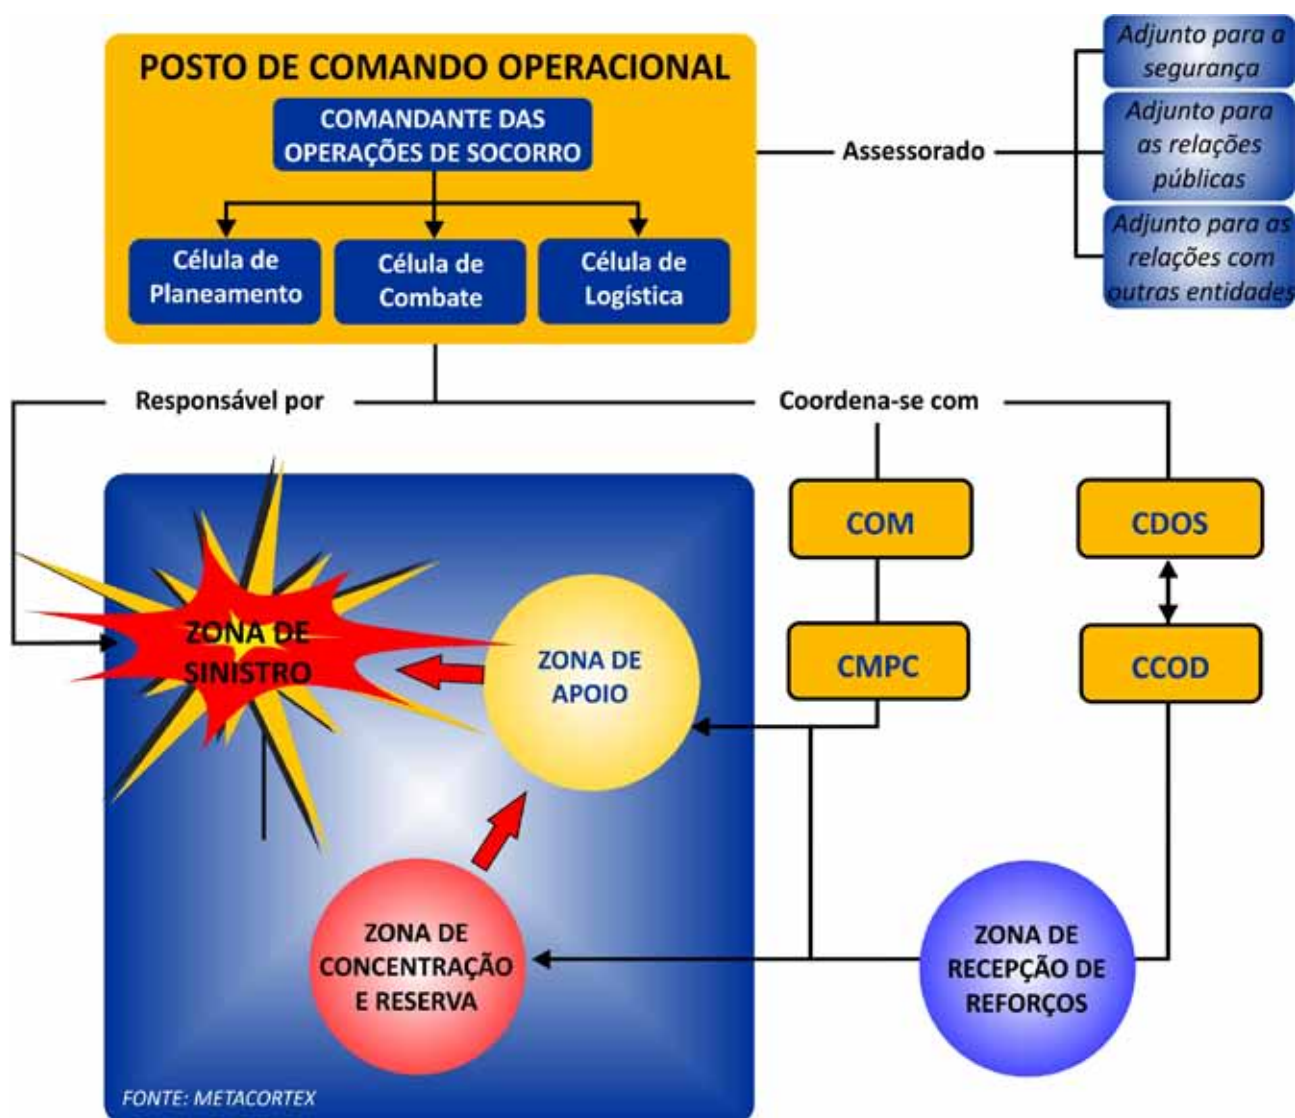 POSTO DE COMANDO OPERACIONAL
COMANDANTE DAS
OPERAÇÕES DE SOCORRO
Célula de
Planeamento
Célula de
Combate
Célula de
Logística
Assessorado
Adjunto para a
segurança
Adjunto para
as relações
públicas
Adjunto para as
relações com
outras entidades
Responsável por
Coordena-se com
ZONA DE
SINISTRO
ZONA DE
APOIO
COM
CMPC
CDOS
CCOD
ZONA DE
CONCENTRAÇÃO
E RESERVA
ZONA DE
RECEPÇÃO DE
REFORÇOS
FONTE: METACORTEX